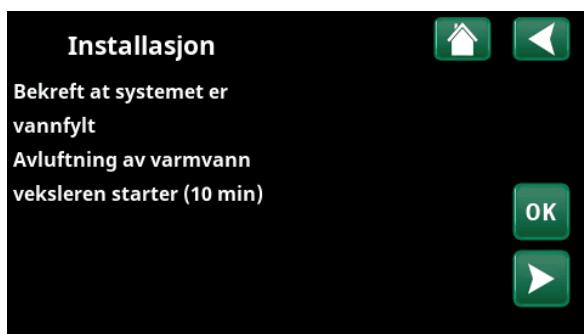 Installasjon
Bekreft at systemet er
vannfylt
Avluftning av varmvann
veksleren starter (10 min)
OK